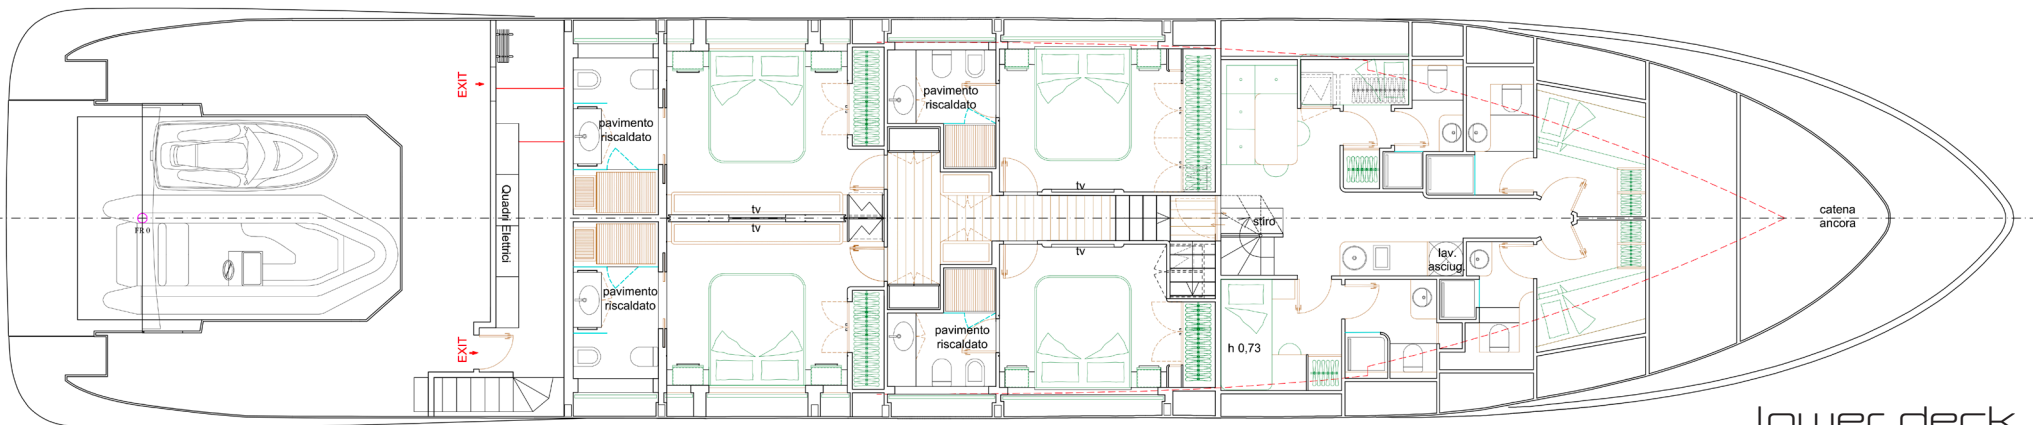 EXIT
EXIT
FR 0
Quadri Elettrici
pavimento
riscaldato
pavimento
riscaldato
tv
tv
pavimento
riscaldato
pavimento
riscaldato
tv
tv
stiro
h 0,73
lav.
asciug.
catena
ancora
lower deck